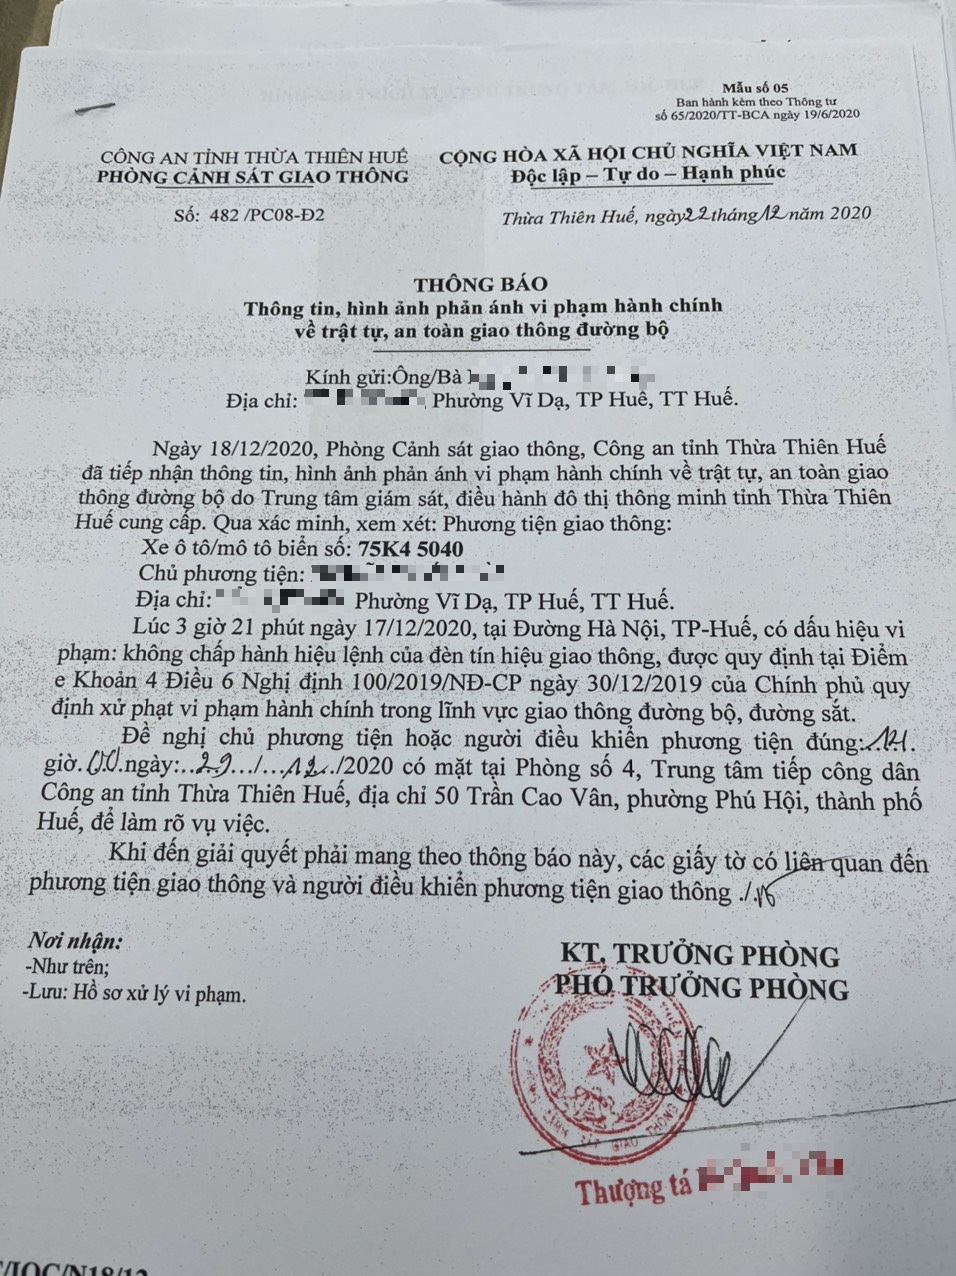 Mẫu số 05
Ban hành kèm theo Thông tư
số 65/2020/TT-BCA ngày 19/6/2020
CÔNG AN TỈNH THỪA THIÊN HUẾ
PHÒNG CẢNH SÁT GIAO THÔNG
CỘNG HÒA XÃ HỘI CHỦ NGHĨA VIỆT NAM
Độc lập – Tự do – Hạnh phúc
Số: 482 /PC08-Đ2
Thừa Thiên Huế, ngày 22 tháng 12 năm 2020
THÔNG BÁO
Thông tin, hình ảnh phản ánh vi phạm hành chính
về trật tự, an toàn giao thông đường bộ
Kính gửi:Ông/Bà
Địa chỉ: Phường Vĩ Dạ, TP Huế, TT Huế.
Ngày 18/12/2020, Phòng Cảnh sát giao thông, Công an tỉnh Thừa Thiên Huế
đã tiếp nhận thông tin, hình ảnh phản ánh vi phạm hành chính về trật tự, an toàn giao
thông đường bộ do Trung tâm giám sát, điều hành đô thị thông minh tỉnh Thừa Thiên
Huế cung cấp. Qua xác minh, xem xét: Phương tiện giao thông:
Xe ô tô/mô tô biển số: 75K4 5040
Chủ phương tiện:
Địa chỉ: Phường Vĩ Dạ, TP Huế, TT Huế.
Lúc 3 giờ 21 phút ngày 17/12/2020, tại Đường Hà Nội, TP-Huế, có dấu hiệu vi
phạm: không chấp hành hiệu lệnh của đèn tín hiệu giao thông, được quy định tại Điểm
e Khoản 4 Điều 6 Nghị định 100/2019/NĐ-CP ngày 30/12/2019 của Chính phủ quy
định xử phạt vi phạm hành chính trong lĩnh vực giao thông đường bộ, đường sắt.
Đề nghị chủ phương tiện hoặc người điều khiển phương tiện đúng:
giờ.00.ngày:..29.../...12../2020 có mặt tại Phòng số 4, Trung tâm tiếp công dân
Công an tỉnh Thừa Thiên Huế, địa chỉ 50 Trần Cao Vân, phường Phú Hội, thành phố
Huế, để làm rõ vụ việc.
Khi đến giải quyết phải mang theo thông báo này, các giấy tờ có liên quan đến
phương tiện giao thông và người điều khiển phương tiện giao thông ./.
Nơi nhận:
-Như trên;
-Lưu: Hồ sơ xử lý vi phạm.
KT. TRƯỞNG PHÒNG
PHÓ TRƯỞNG PHÒNG
Thượng tá
/IOC/N18/12